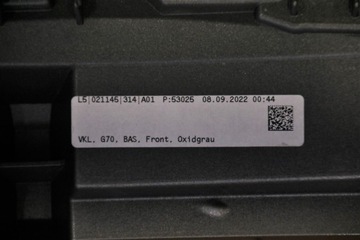 L5|021146|314|A01 P:53025 08.09.2022 00:44
VKL, G70, BAS, Front, Oxidgrau